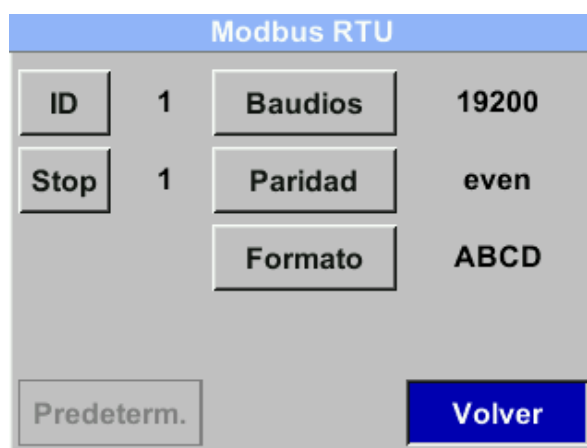 Modbus RTU
ID 1 Baudios 19200
Stop 1 Paridad even
Formato ABCD
Predeterm. Volver